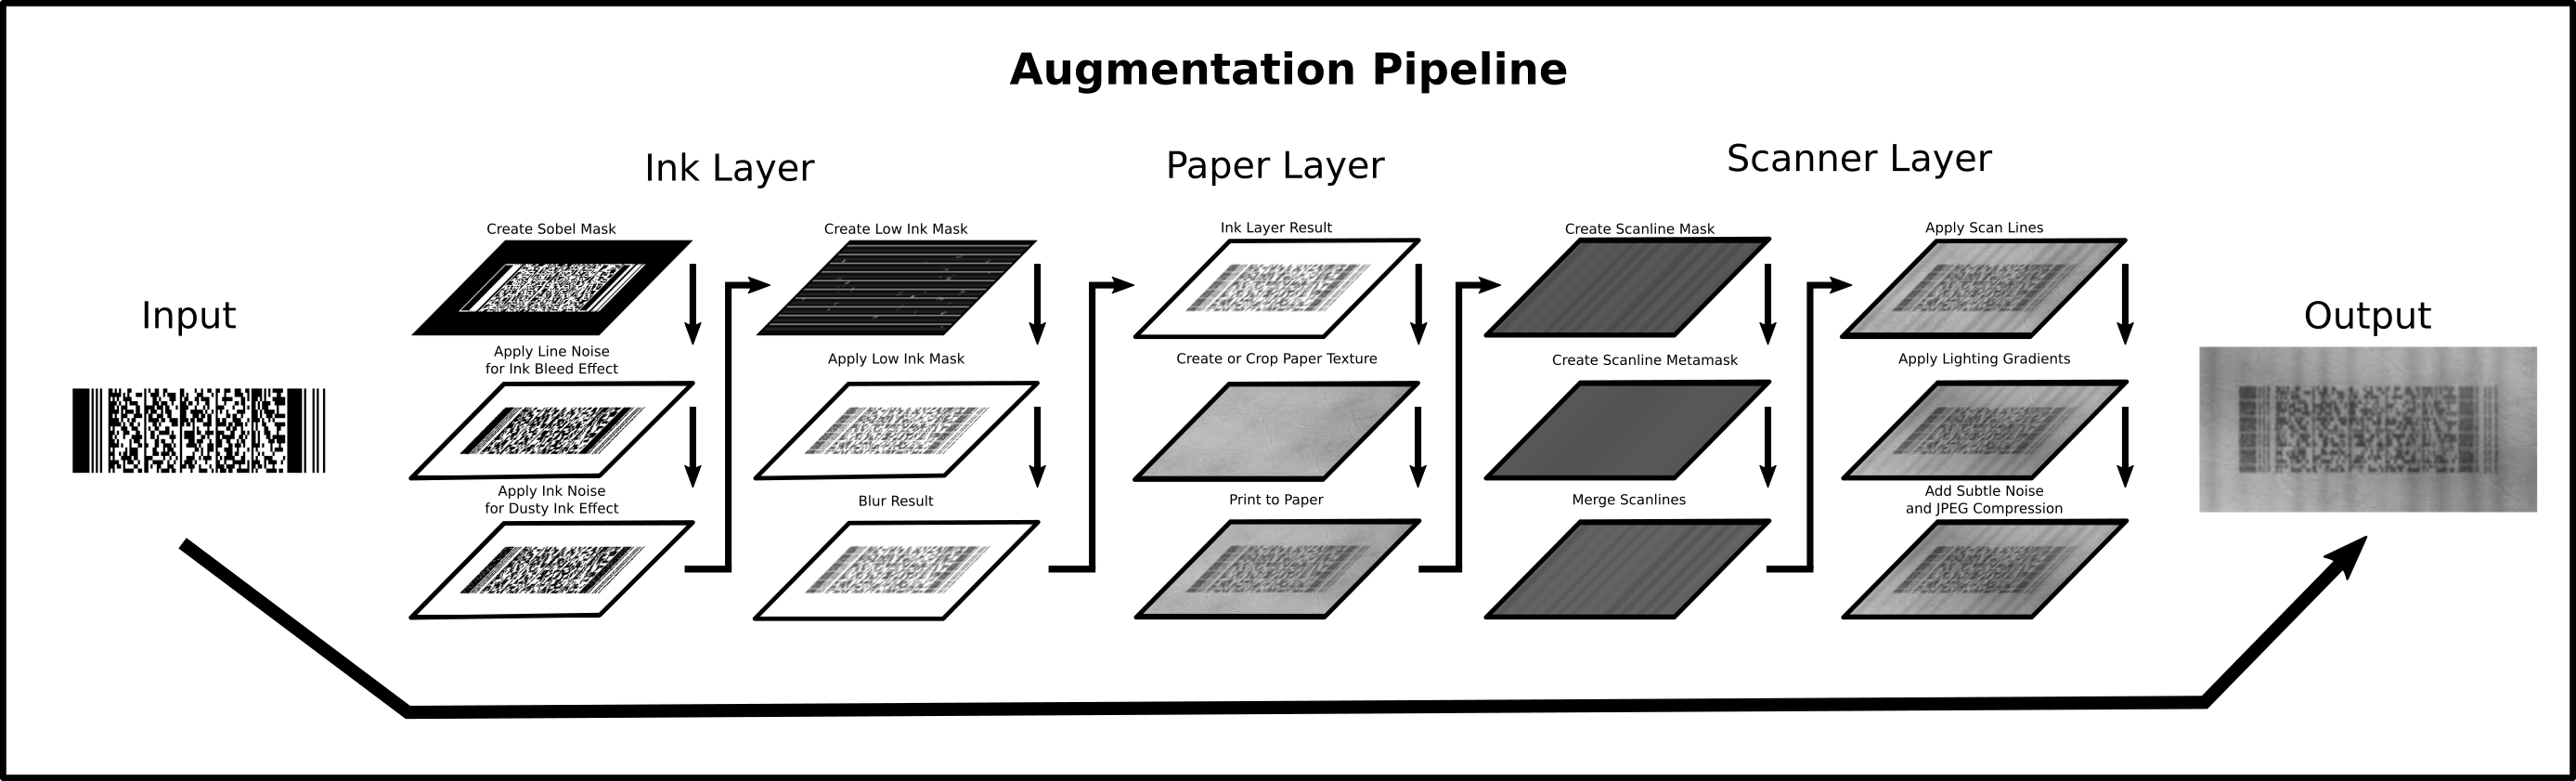 Augmentation Pipeline
Ink Layer
Paper Layer
Scanner Layer
Input
Create Sobel Mask
Apply Line Noise
for Ink Bleed Effect
Apply Ink Noise
for Dusty Ink Effect
Create Low Ink Mask
Apply Low Ink Mask
Blur Result
Ink Layer Result
Create or Crop Paper Texture
Print to Paper
Create Scanline Mask
Create Scanline Metamask
Merge Scanlines
Apply Scan Lines
Apply Lighting Gradients
Add Subtle Noise
and JPEG Compression
Output